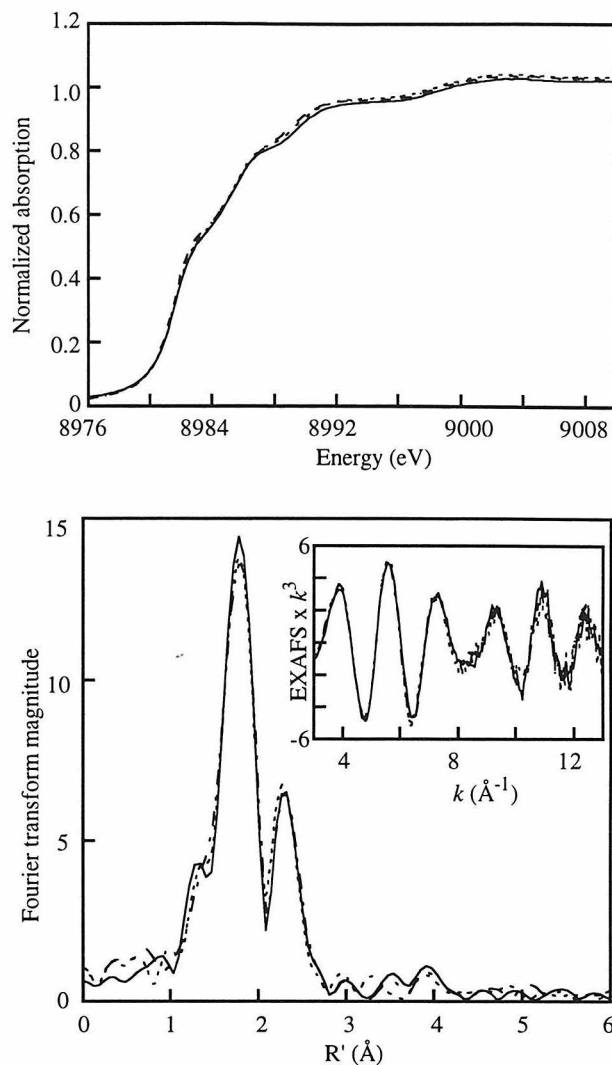 1.2
1.0
0.8
0.6
0.4
0.2
0
Normalized absorption
8976 8984 8992 9000 9008
Energy (eV)
15
10
5
0
Fourier transform magnitude
6
-6
EXAFS x k³
4 8 12
k (Å⁻¹)
0 1 2 3 4 5 6
R' (Å)